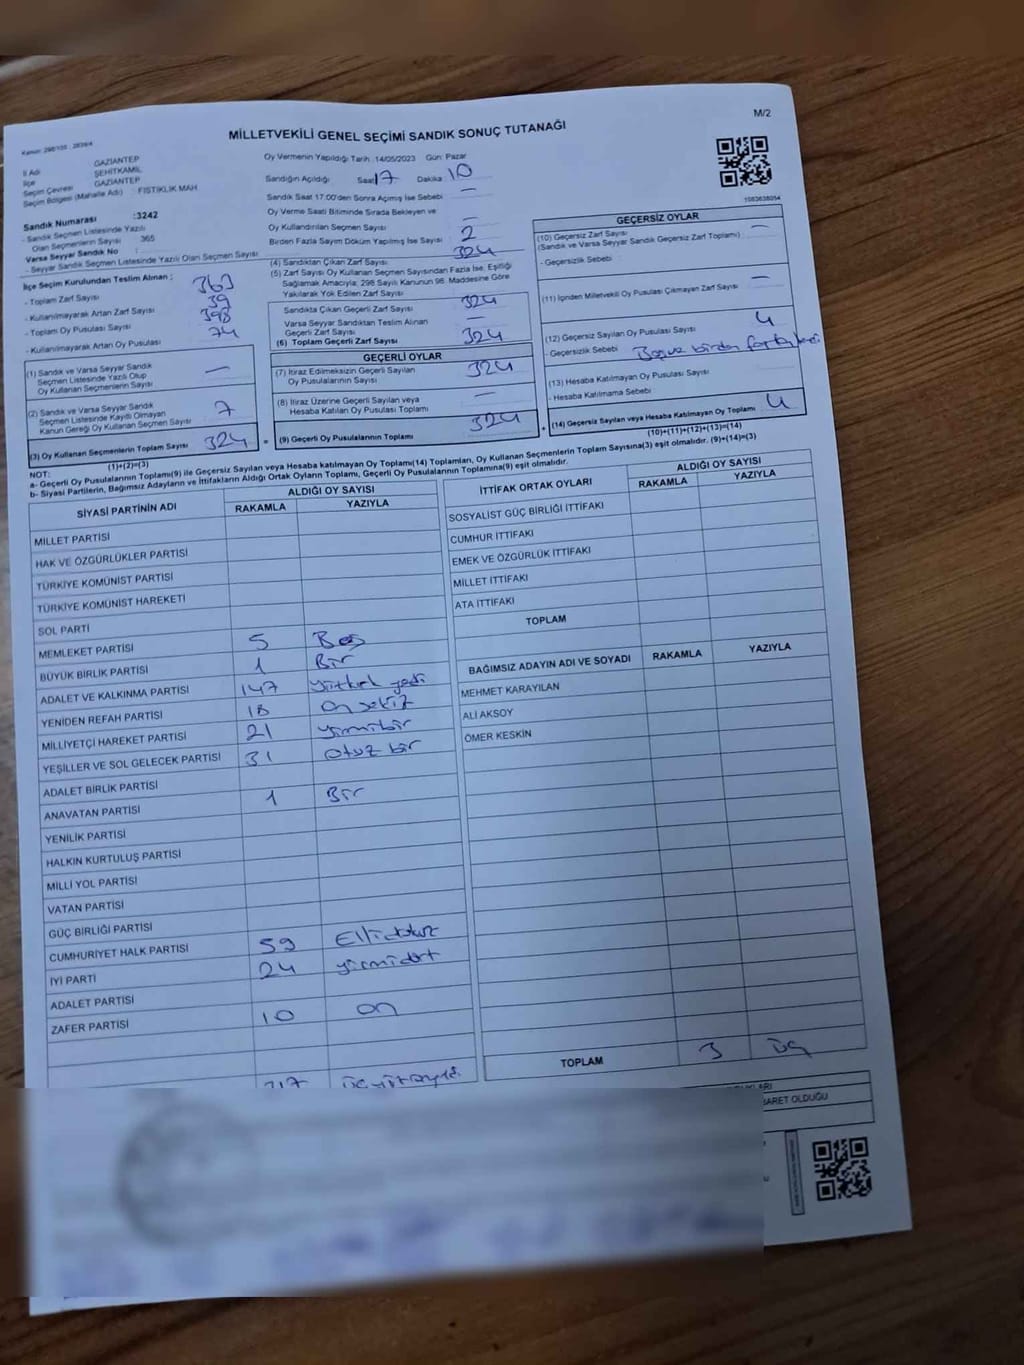 M/2
Kanun: 298/105 , 2839/4
MİLLETVEKİLİ GENEL SEÇİMİ SANDIK SONUÇ TUTANAĞI
İl Adı GAZİANTEP
İlçe ŞEHİTKAMİL
Seçim Çevresi GAZİANTEP
Seçim Bölgesi (Mahalle Adı) : FISTIKLIK MAH
Sandık Numarası :3242
- Sandık Seçmen Listesinde Yazılı
Olan Seçmenlerin Sayısı 365
Varsa Seyyar Sandık No :
- Seyyar Sandık Seçmen Listesinde Yazılı Olan Seçmen Sayısı
Oy Vermenin Yapıldığı Tarih :14/05/2023 Gün: Pazar
Sandığın Açıldığı Saat 17 Dakika 10
Sandık Saat 17.00'den Sonra Açılmış İse Sebebi —
Oy Verme Saati Bitiminde Sırada Bekleyen ve
Oy Kullandırılan Seçmen Sayısı —
Birden Fazla Sayım Döküm Yapılmış İse Sayısı 2
1083638054
İlçe Seçim Kurulundan Teslim Alınan :
- Toplam Zarf Sayısı 363
- Kullanılmayarak Artan Zarf Sayısı 39
- Toplam Oy Pusulası Sayısı 398
- Kullanılmayarak Artan Oy Pusulası 74
(1) Sandık ve Varsa Seyyar Sandık
Seçmen Listesinde Yazılı Olup
Oy Kullanan Seçmenlerin Sayısı —
(2) Sandık ve Varsa Seyyar Sandık
Seçmen Listesinde Kayıtlı Olmayan
Kanun Gereği Oy Kullanan Seçmen Sayısı 7
(3) Oy Kullanan Seçmenlerin Toplam Sayısı 324
(1)+(2)=(3)
(4) Sandıktan Çıkan Zarf Sayısı 324
(5) Zarf Sayısı Oy Kullanan Seçmen Sayısından Fazla İse, Eşitliği
Sağlamak Amacıyla; 298 Sayılı Kanunun 98. Maddesine Göre
Yakılarak Yok Edilen Zarf Sayısı
Sandıkta Çıkan Geçerli Zarf Sayısı 324
Varsa Seyyar Sandıktan Teslim Alınan
Geçerli Zarf Sayısı —
(6) Toplam Geçerli Zarf Sayısı 324
GEÇERLİ OYLAR
(7) İtiraz Edilmeksizin Geçerli Sayılan
Oy Pusulalarının Sayısı 324
(8) İtiraz Üzerine Geçerli Sayılan veya
Hesaba Katılan Oy Pusulası Toplamı —
= (9) Geçerli Oy Pusulalarının Toplamı 324
GEÇERSİZ OYLAR
(10) Geçersiz Zarf Sayısı —
(Sandık ve Varsa Seyyar Sandık Geçersiz Zarf Toplamı)
- Geçersizlik Sebebi
(11) İçinden Milletvekili Oy Pusulası Çıkmayan Zarf Sayısı —
(12) Geçersiz Sayılan Oy Pusulası Sayısı 4
- Geçersizlik Sebebi
(13) Hesaba Katılmayan Oy Pusulası Sayısı
- Hesaba Katılmama Sebebi
+ (14) Geçersiz Sayılan veya Hesaba Katılmayan Oy Toplamı 4
(10)+(11)+(12)+(13)=(14)
NOT:
a- Geçerli Oy Pusulalarının Toplamı(9) ile Geçersiz Sayılan veya Hesaba katılmayan Oy Toplamı(14) Toplamları, Oy Kullanan Seçmenlerin Toplam Sayısına(3) eşit olmalıdır. (9)+(14)=(3)
b- Siyasi Partilerin, Bağımsız Adayların ve İttifakların Aldığı Ortak Oyların Toplamı, Geçerli Oy Pusulalarının Toplamına(9) eşit olmalıdır.
SİYASİ PARTİNİN ADI ALDIĞI OY SAYISI
RAKAMLA YAZIYLA
MİLLET PARTİSİ
HAK VE ÖZGÜRLÜKLER PARTİSİ
TÜRKİYE KOMÜNİST PARTİSİ
TÜRKİYE KOMÜNİST HAREKETİ
SOL PARTİ
MEMLEKET PARTİSİ 5 Beş
BÜYÜK BİRLİK PARTİSİ 1 Bir
ADALET VE KALKINMA PARTİSİ 147 yüzkırk yedi
YENİDEN REFAH PARTİSİ 18 on sekiz
MİLLİYETÇİ HAREKET PARTİSİ 21 yirmibir
YEŞİLLER VE SOL GELECEK PARTİSİ 31 otuz bir
ADALET BİRLİK PARTİSİ
ANAVATAN PARTİSİ 1 Bir
YENİLİK PARTİSİ
HALKIN KURTULUŞ PARTİSİ
MİLLİ YOL PARTİSİ
VATAN PARTİSİ
GÜÇ BİRLİĞİ PARTİSİ
CUMHURİYET HALK PARTİSİ 59 Ellidokuz
İYİ PARTİ 24 yirmidört
ADALET PARTİSİ
ZAFER PARTİSİ 10 on
317
İTTİFAK ORTAK OYLARI ALDIĞI OY SAYISI
RAKAMLA YAZIYLA
SOSYALİST GÜÇ BİRLİĞİ İTTİFAKI
CUMHUR İTTİFAKI
EMEK VE ÖZGÜRLÜK İTTİFAKI
MİLLET İTTİFAKI
ATA İTTİFAKI
TOPLAM
BAĞIMSIZ ADAYIN ADI VE SOYADI RAKAMLA YAZIYLA
MEHMET KARAYILAN
ALİ AKSOY
ÖMER KESKİN
TOPLAM 3 üç
İBARET OLDUĞU